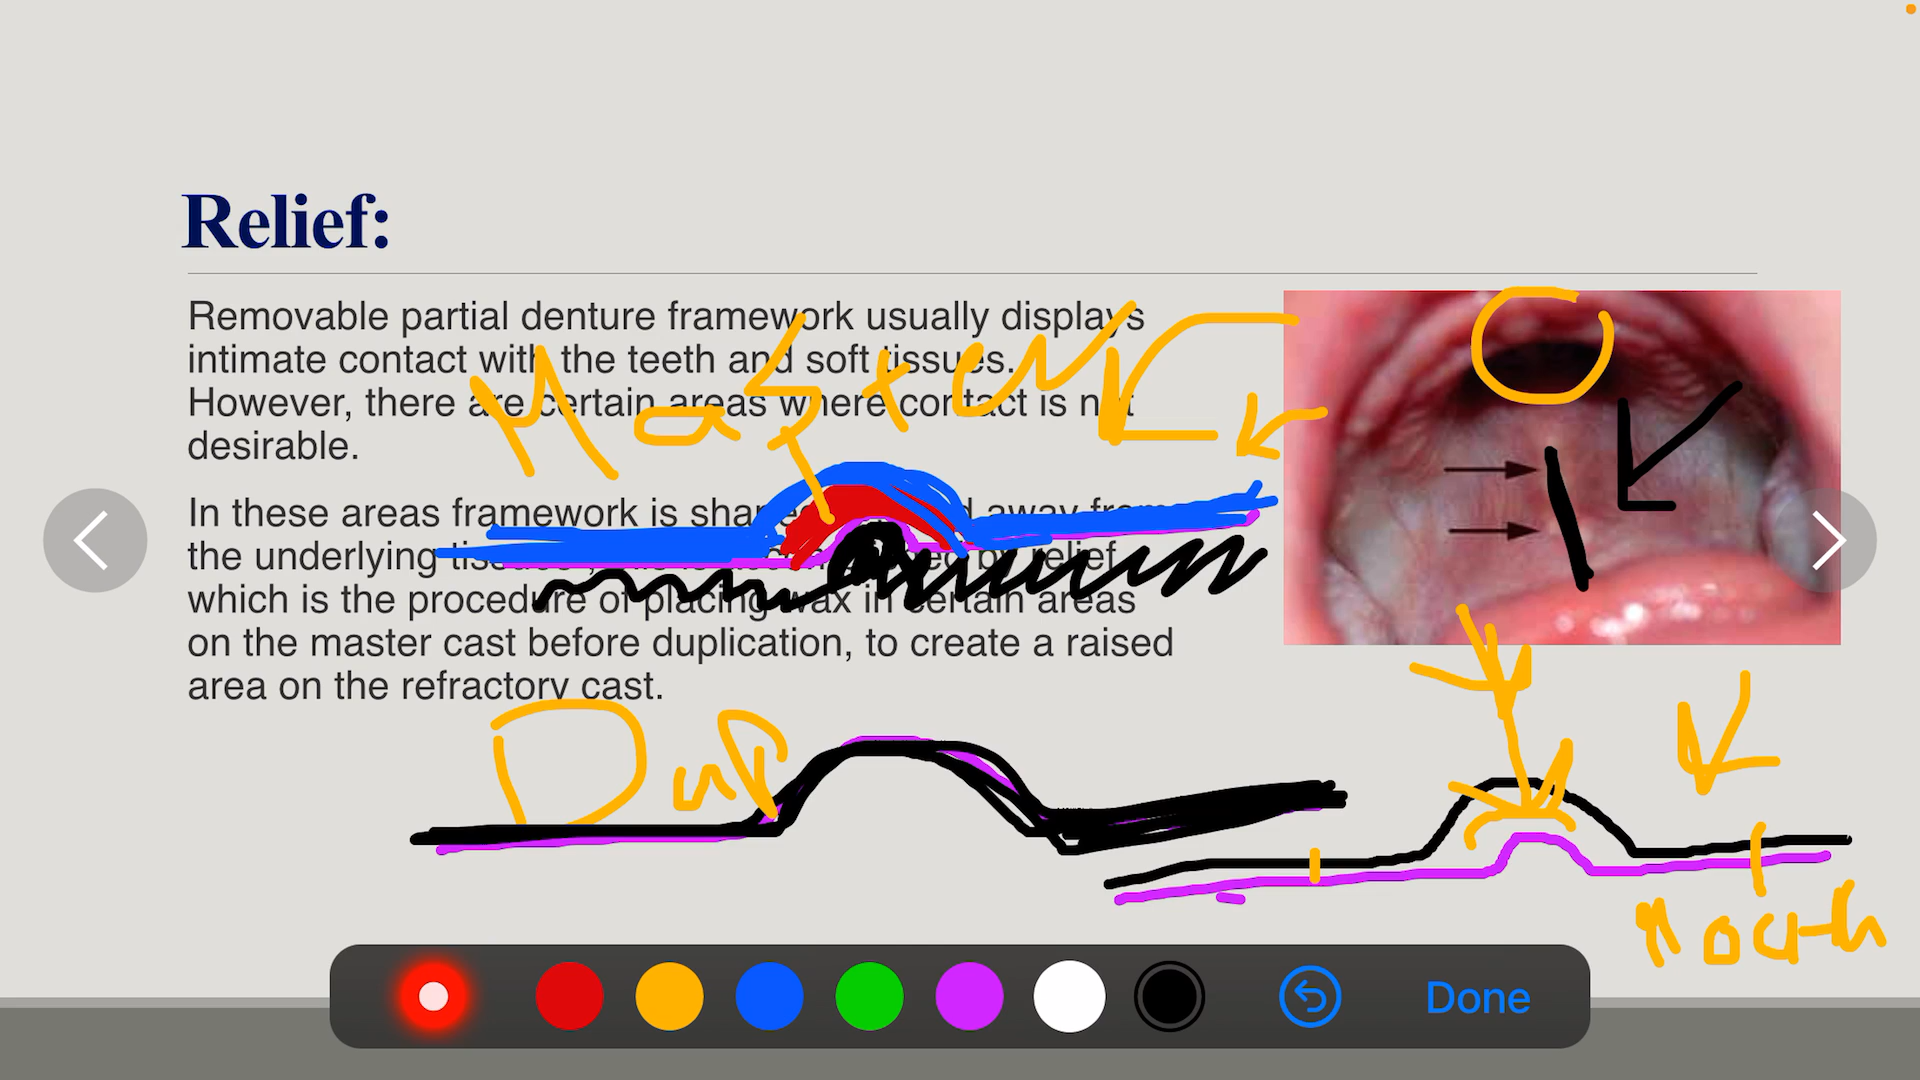 Relief:
Removable partial denture framework usually displays
intimate contact with the teeth and soft tissues.
However, there are certain areas where contact is not
desirable.
Master
In these areas framework is away from
the underlying relief
which is the procedure of placing wax in certain areas
on the master cast before duplication, to create a raised
area on the refractory cast.
Dup
Mouth
Done